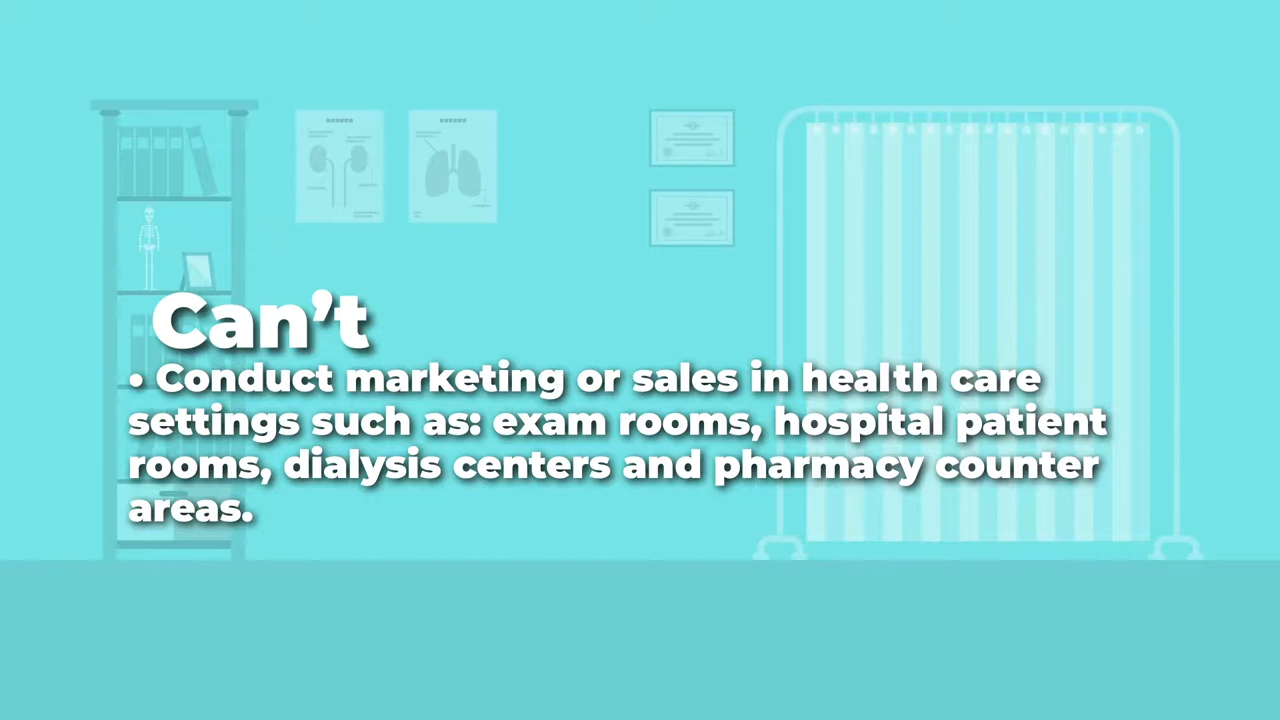 Can’t
• Conduct marketing or sales in health care
settings such as: exam rooms, hospital patient
rooms, dialysis centers and pharmacy counter
areas.